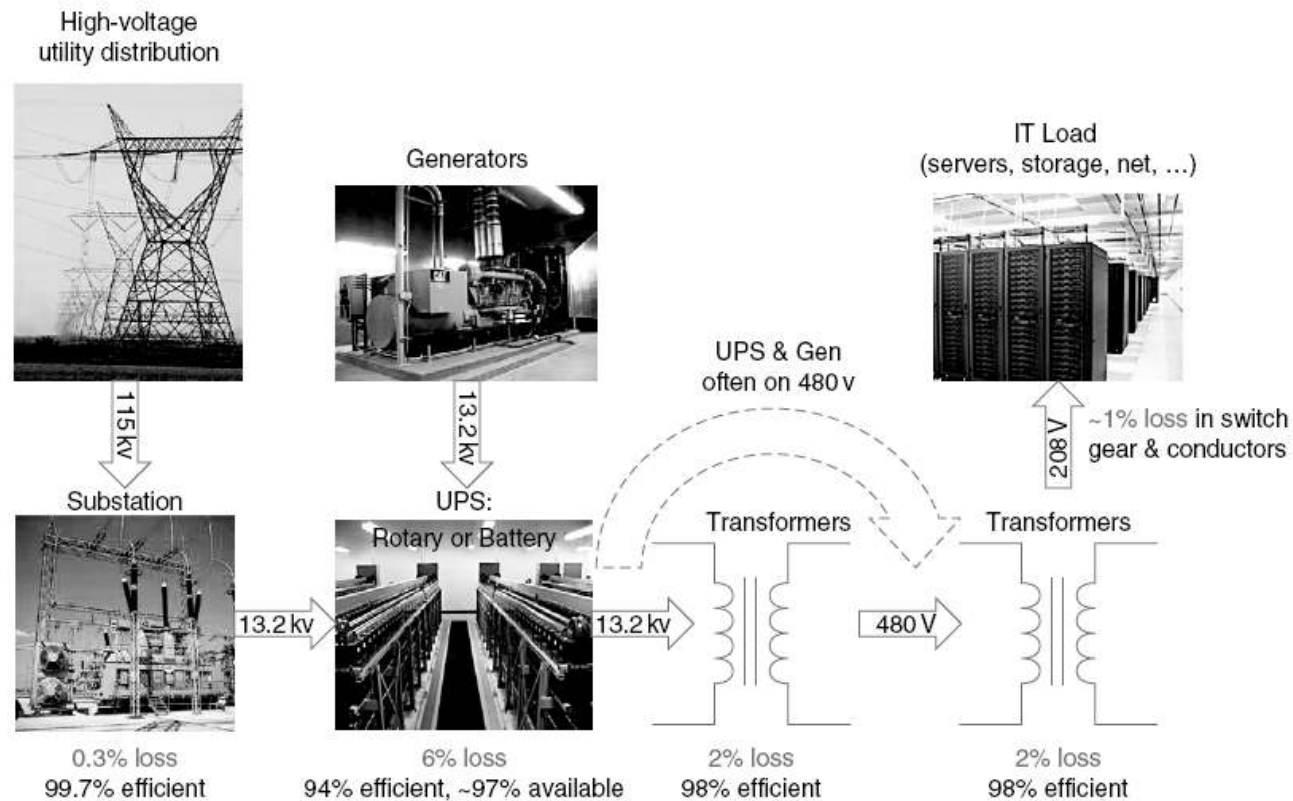 High-voltage
utility distribution
Generators
IT Load
(servers, storage, net, …)
UPS & Gen
often on 480 v
115 kv
13.2 kv
208 V
~1% loss in switch
gear & conductors
Substation
UPS:
Rotary or Battery
Transformers
Transformers
13.2 kv
13.2 kv
480 V
0.3% loss
99.7% efficient
6% loss
94% efficient, ~97% available
2% loss
98% efficient
2% loss
98% efficient